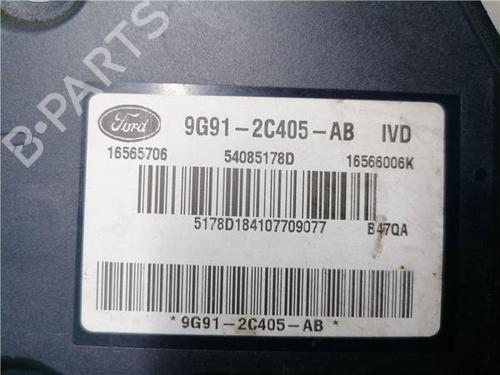 B-PARTS
Ford 9G91-2C405-AB IVD
16565706 54085178D 16566006K
5178D184107709077 B47QA
*9G91-2C405-AB*